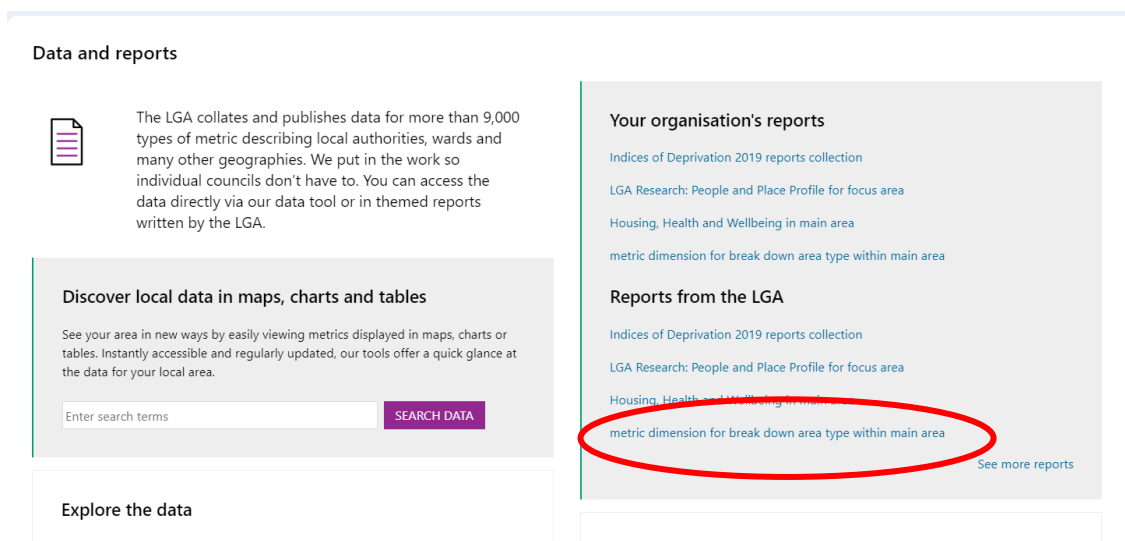 Data and reports
The LGA collates and publishes data for more than 9,000
types of metric describing local authorities, wards and
many other geographies. We put in the work so
individual councils don't have to. You can access the
data directly via our data tool or in themed reports
written by the LGA.
Discover local data in maps, charts and tables
See your area in new ways by easily viewing metrics displayed in maps, charts or
tables. Instantly accessible and regularly updated, our tools offer a quick glance at
the data for your local area.
Enter search terms
SEARCH DATA
Explore the data
Your organisation's reports
Indices of Deprivation 2019 reports collection
LGA Research: People and Place Profile for focus area
Housing, Health and Wellbeing in main area
metric dimension for break down area type within main area
Reports from the LGA
Indices of Deprivation 2019 reports collection
LGA Research: People and Place Profile for focus area
Housing, Health and Wellbeing in main area
metric dimension for break down area type within main area
See more reports